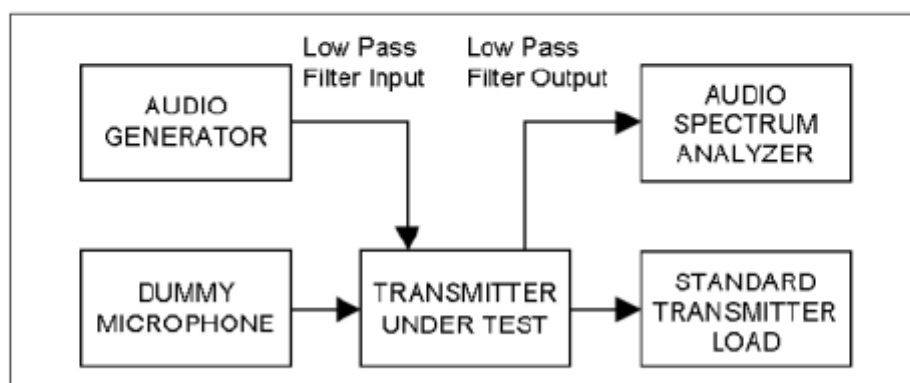 Low Pass
Filter Input
Low Pass
Filter Output
AUDIO
GENERATOR
AUDIO
SPECTRUM
ANALYZER
DUMMY
MICROPHONE
TRANSMITTER
UNDER TEST
STANDARD
TRANSMITTER
LOAD